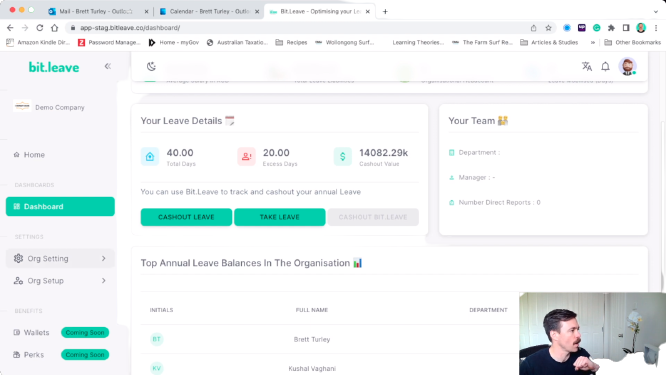 Mail - Brett Turley - Outlo
Calendar - Brett Turley - Outlo
Bit.Leave - Optimising your Le
app-stag.bitleave.co/dashboard/
Amazon Kindle Dir...
Password Manage...
Home - myGov
Australian Taxatio...
Recipes
Wollongong Surf...
Learning Theories...
The Farm Surf Re...
Articles & Studies
»
Other Bookmarks
bit.leave
Demo Company
Home
DASHBOARDS
Dashboard
SETTINGS
Org Setting
Org Setup
BENEFITS
Wallets
Coming Soon
Perks
Coming Soon
Your Leave Details
40.00
Total Days
20.00
Excess Days
14082.29k
Cashout Value
You can use Bit.Leave to track and cashout your annual Leave
CASHOUT LEAVE
TAKE LEAVE
CASHOUT BIT.LEAVE
Your Team
Department :
Manager : -
Number Direct Reports : 0
Top Annual Leave Balances In The Organisation
INITIALS
FULL NAME
DEPARTMENT
BT
Brett Turley
KV
Kushal Vaghani